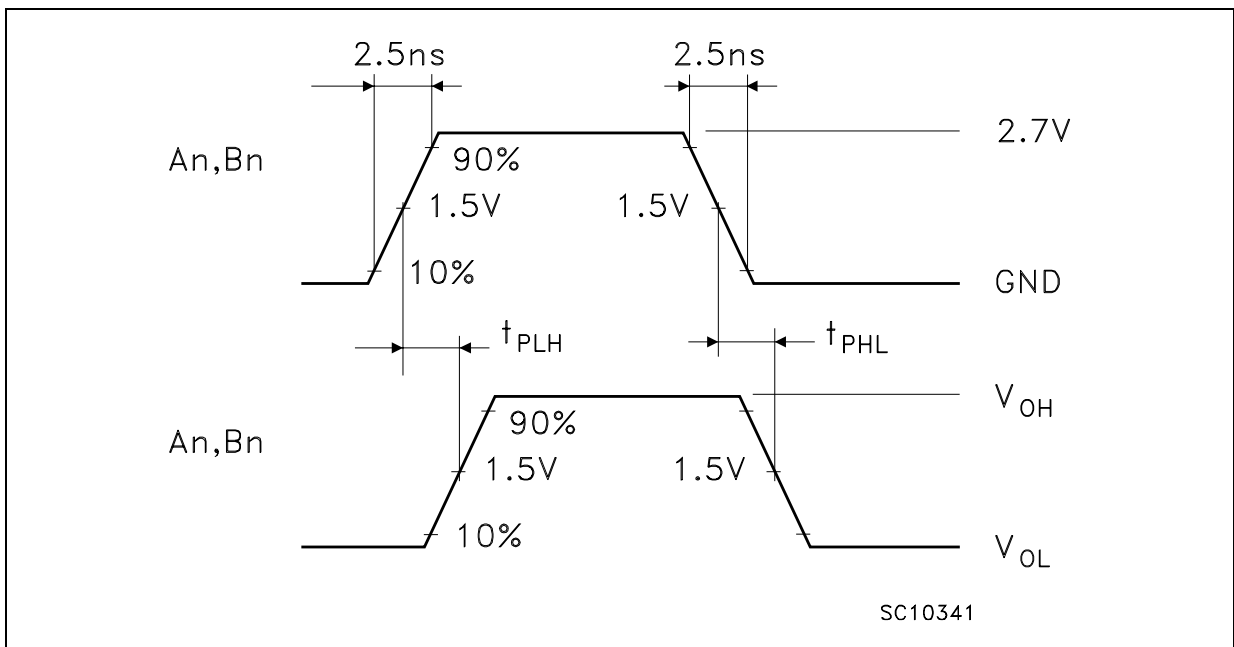 2.5ns 2.5ns
2.7V
An,Bn 90%
1.5V 1.5V
10% GND
tPLH tPHL
VOH
An,Bn 90%
1.5V 1.5V
10% VOL
SC10341